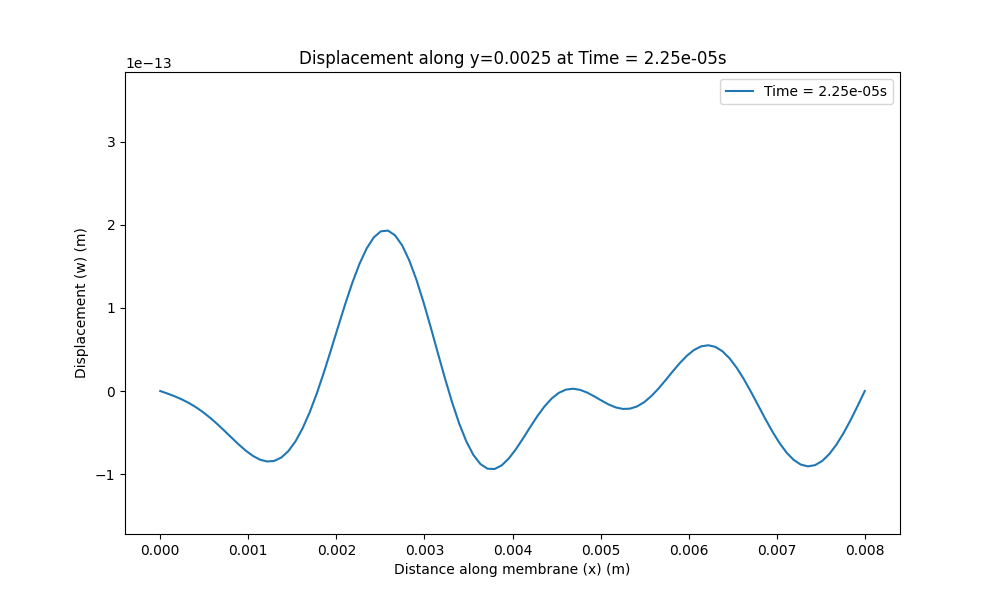 Displacement along y=0.0025 at Time = 2.25e-05s
1e−13
Time = 2.25e-05s
3
2
1
0
−1
Displacement (w) (m)
0.000 0.001 0.002 0.003 0.004 0.005 0.006 0.007 0.008
Distance along membrane (x) (m)